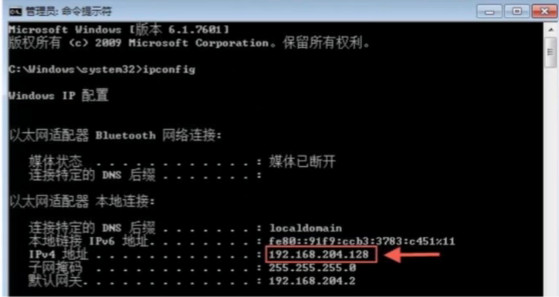 管理员: 命令提示符
Microsoft Windows [版本 6.1.7601]
版权所有 (c) 2009 Microsoft Corporation。保留所有权利。
C:\Windows\system32>ipconfig
Windows IP 配置
以太网适配器 Bluetooth 网络连接:
媒体状态 . . . . . . . . . . . . : 媒体已断开
连接特定的 DNS 后缀 . . . . . . . :
以太网适配器 本地连接:
连接特定的 DNS 后缀 . . . . . . . : localdomain
本地链接 IPv6 地址. . . . . . . . : fe80::91f9:ccb3:3783:c451%11
IPv4 地址 . . . . . . . . . . . . : 192.168.204.128
子网掩码 . . . . . . . . . . . . : 255.255.255.0
默认网关. . . . . . . . . . . . . : 192.168.204.2